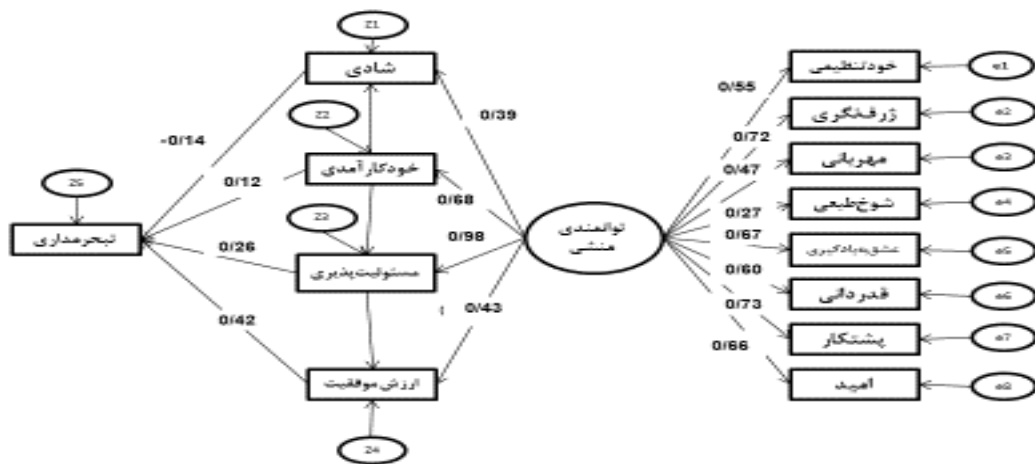 Z1
شادی
خودتنظیمی
e1
0/55
Z2
0/39
ژرف‌نگری
e2
-0/14
0/72
خودکارآمدی
مهربانی
e3
Z5
0/12
0/47
0/68
شوخ‌طبعی
e4
Z3
0/27
تبحرمداری
توانمندی
منشی
0/67
0/98
عشق‌به‌یادگیری
e5
0/26
مسئولیت‌پذیری
0/60
قدردانی
e6
0/42
0/43
0/73
پشتکار
e7
0/66
ارزش موفقیت
امید
e8
Z4